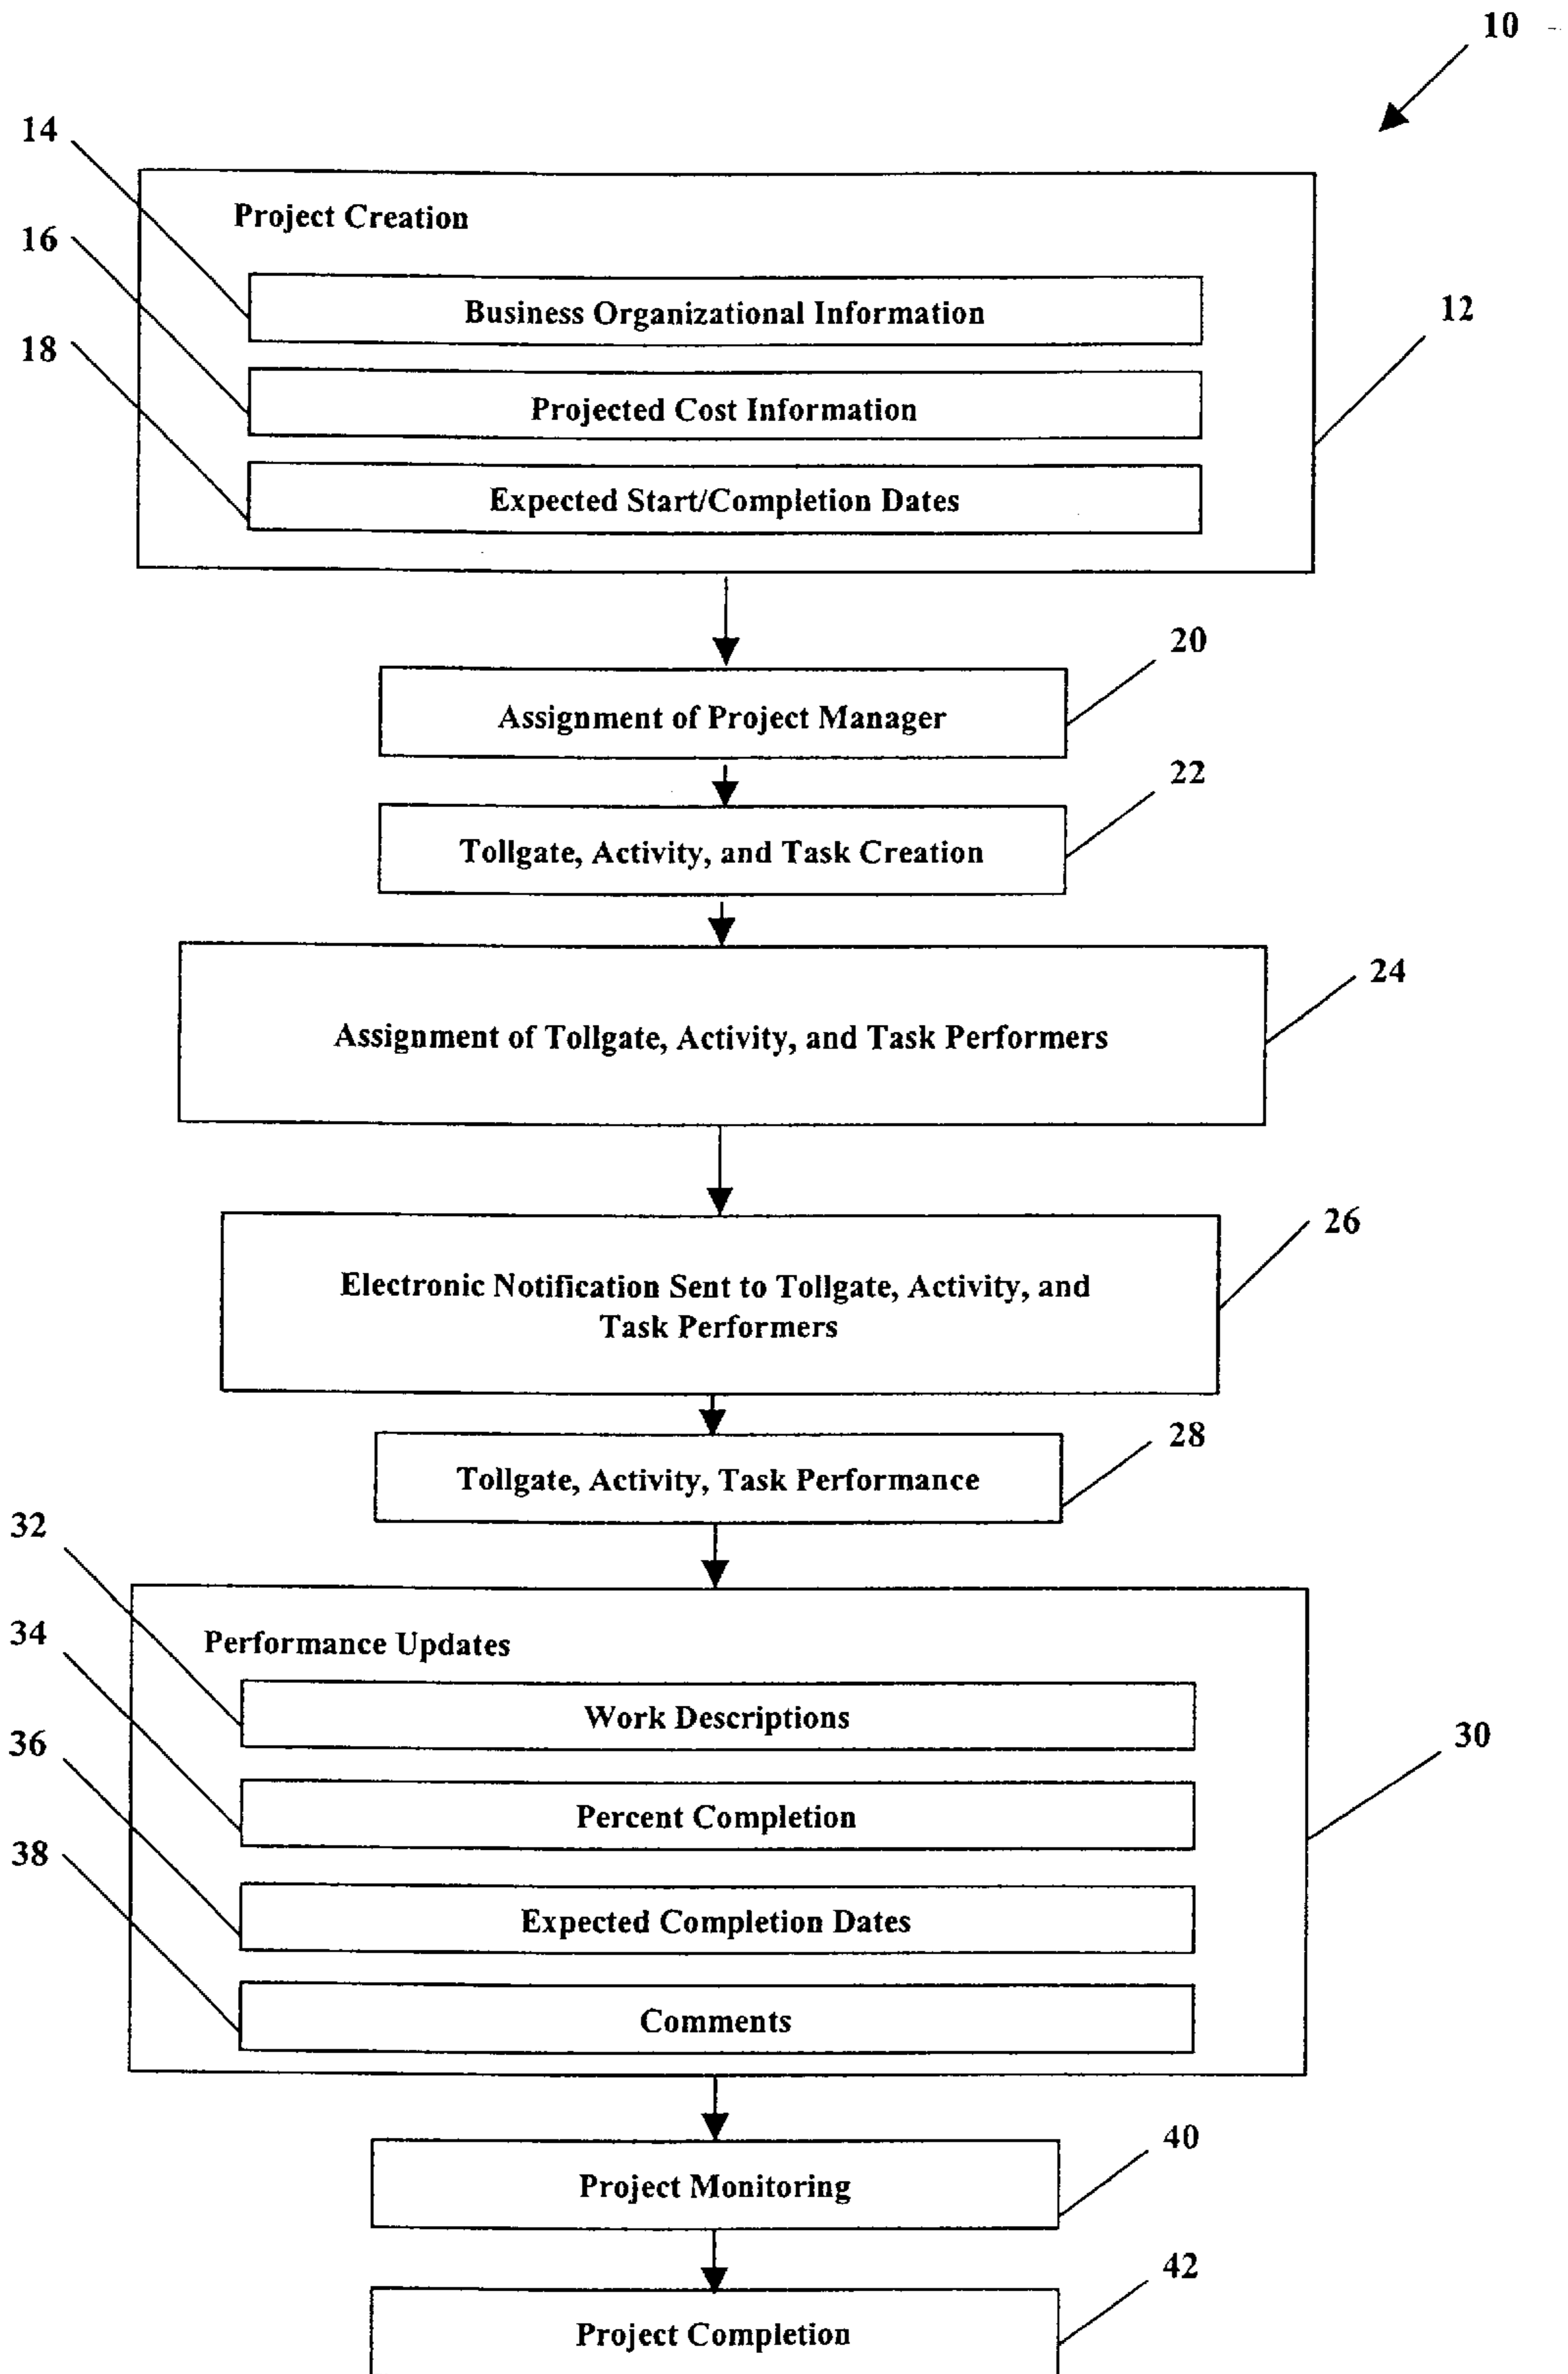 10
14
Project Creation
16
Business Organizational Information
12
18
Projected Cost Information
Expected Start/Completion Dates
20
Assignment of Project Manager
22
Tollgate, Activity, and Task Creation
24
Assignment of Tollgate, Activity, and Task Performers
26
Electronic Notification Sent to Tollgate, Activity, and
Task Performers
28
Tollgate, Activity, Task Performance
32
34
Performance Updates
Work Descriptions
36
30
Percent Completion
38
Expected Completion Dates
Comments
40
Project Monitoring
42
Project Completion